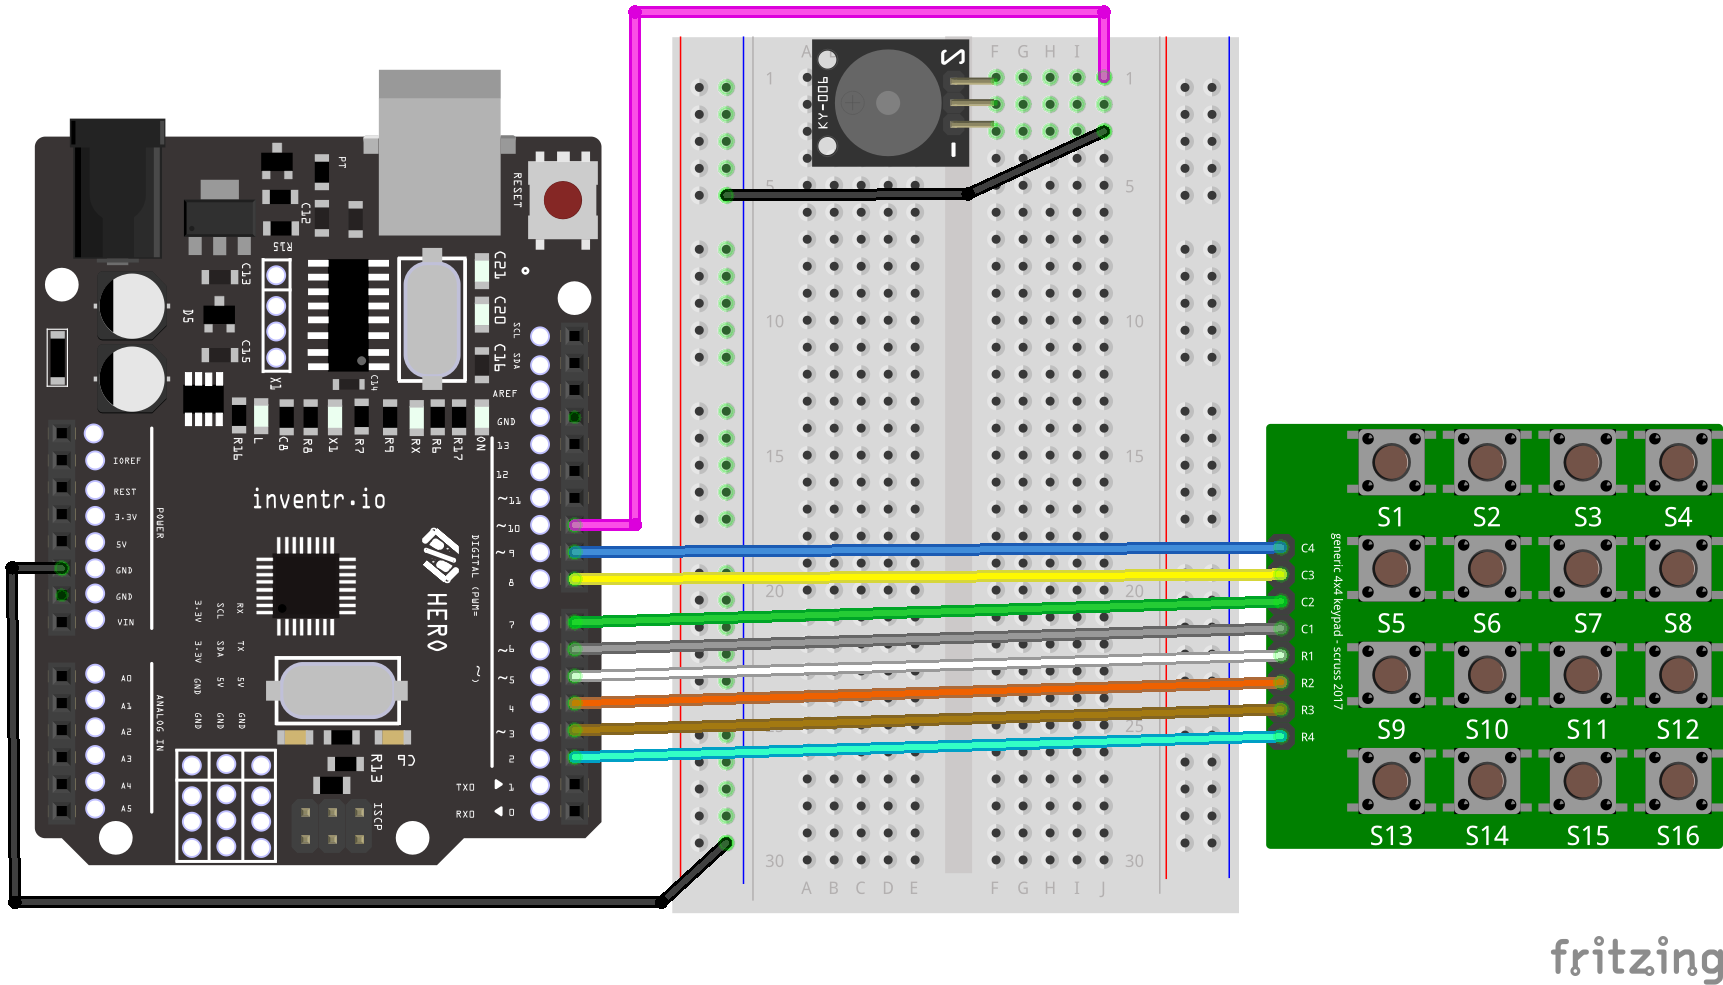 A
F G H I
1
1
S
KY-006
-
5
5
10
10
15
15
20
20
25
25
30
30
A B C D E
F G H I J
PT
C12
RESET
R15
C13
D5
C15
X1
C14
C21
C20
C16
SCL
SDA
AREF
GND
13
12
~11
~10
~9
8
7
~6
~5
4
~3
2
TX0 1
RX0 0
R16
L
C8
R8
X1
R7
R9
RX
R6
R17
ON
inventr.io
HERO
DIGITAL (PWM= ~)
IOREF
REST
3.3V
5V
GND
GND
VIN
POWER
A0
A1
A2
A3
A4
A5
ANALOG IN
3.3V SCL RX
3.3V SDA TX
GND 5V 5V
GND GND GND
R13
C9
ISCP
C4
C3
C2
C1
R1
R2
R3
R4
generic 4x4 keypad - scruss 2017
S1 S2 S3 S4
S5 S6 S7 S8
S9 S10 S11 S12
S13 S14 S15 S16
fritzing